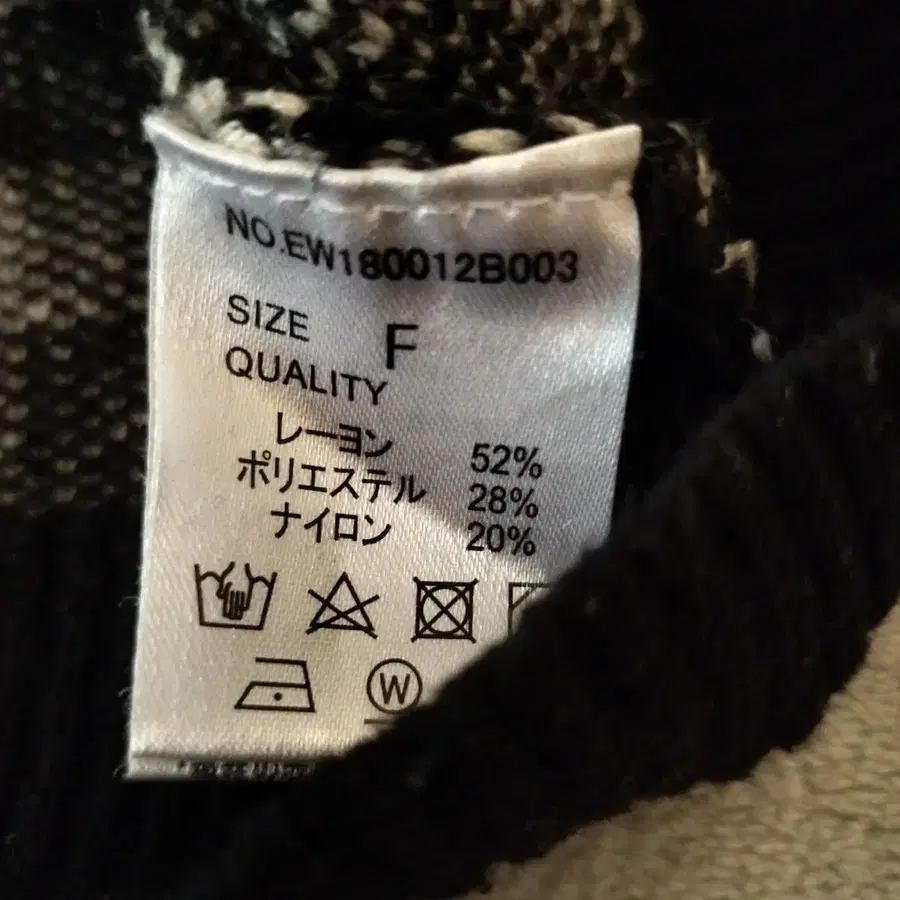 NO.EW180012B003
SIZE F
QUALITY
レーヨン 52%
ポリエステル 28%
ナイロン 20%
W